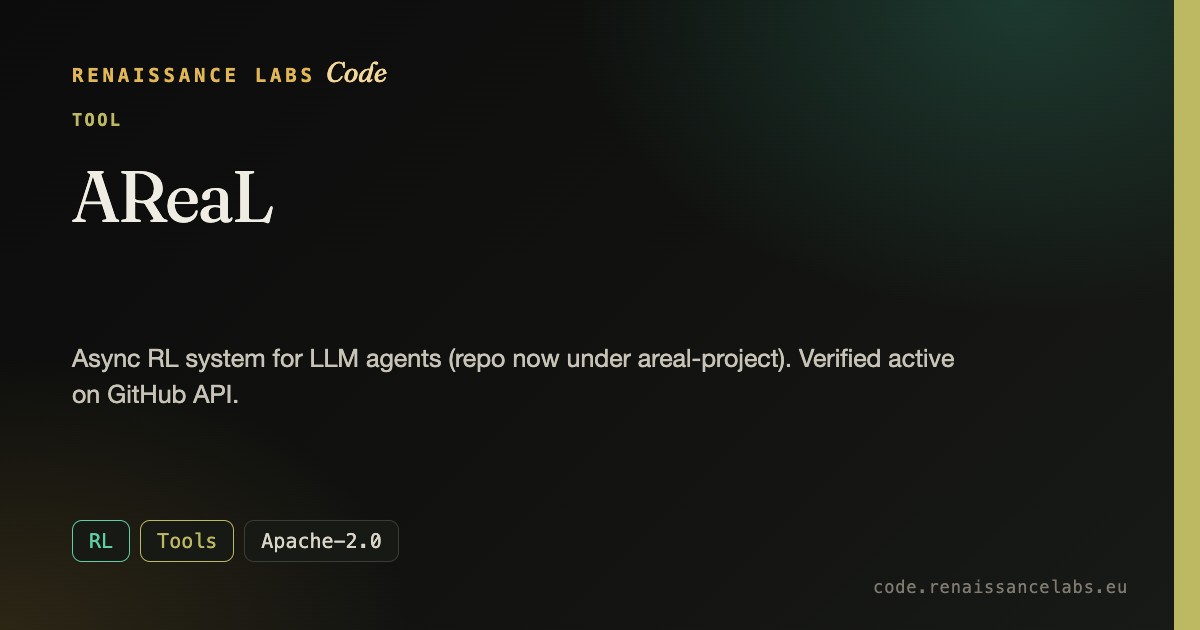 RENAISSANCE LABS Code
TOOL
AReaL
Async RL system for LLM agents (repo now under areal-project). Verified active
on GitHub API.
RL Tools Apache-2.0
code.renaissancelabs.eu